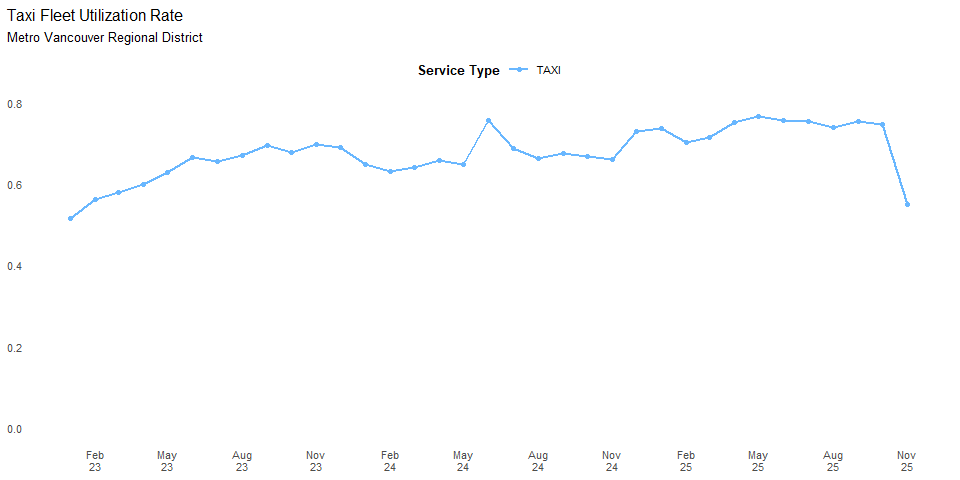 Taxi Fleet Utilization Rate
Metro Vancouver Regional District
Service Type TAXI
0.8
0.6
0.4
0.2
0.0
Feb May Aug Nov Feb May Aug Nov Feb May Aug Nov
23 23 23 23 24 24 24 24 25 25 25 25